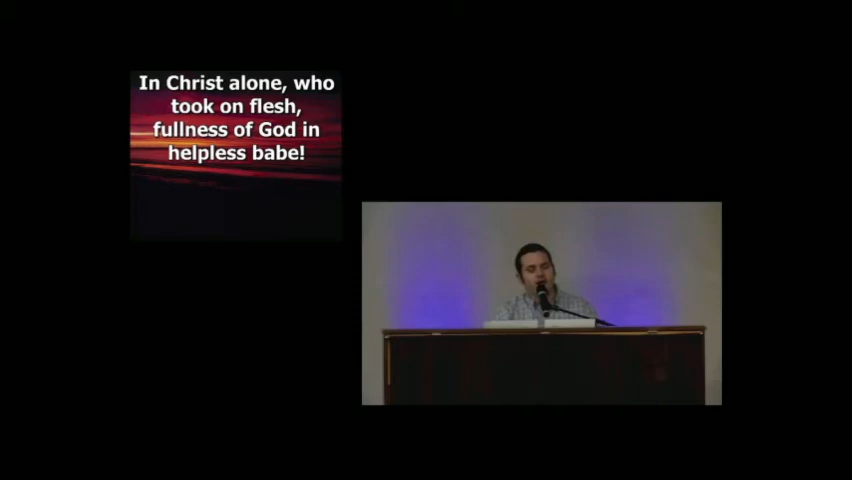 In Christ alone, who
took on flesh,
fullness of God in
helpless babe!